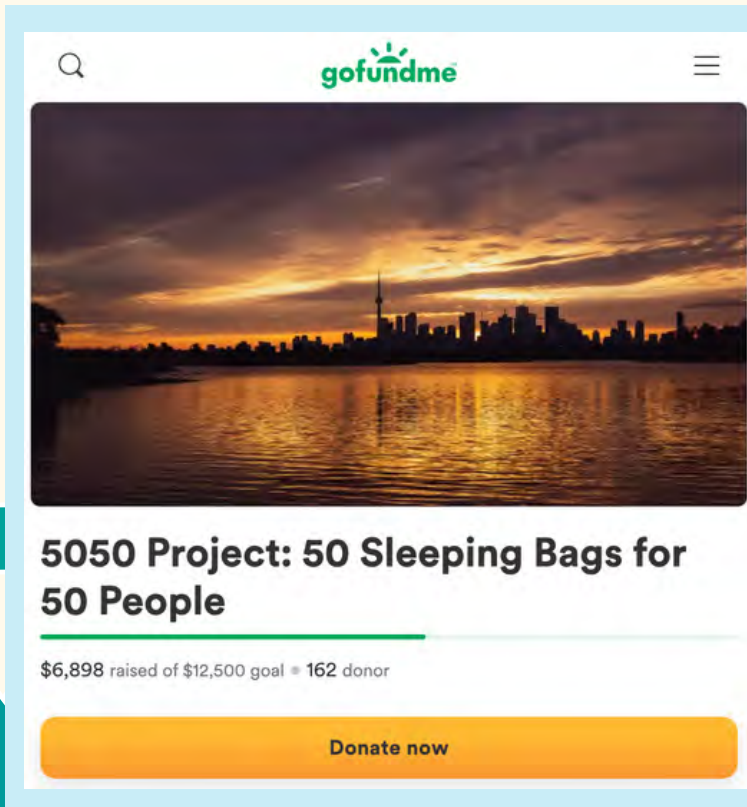 gofundme
5050 Project: 50 Sleeping Bags for
50 People
$6,898 raised of $12,500 goal • 162 donor
Donate now